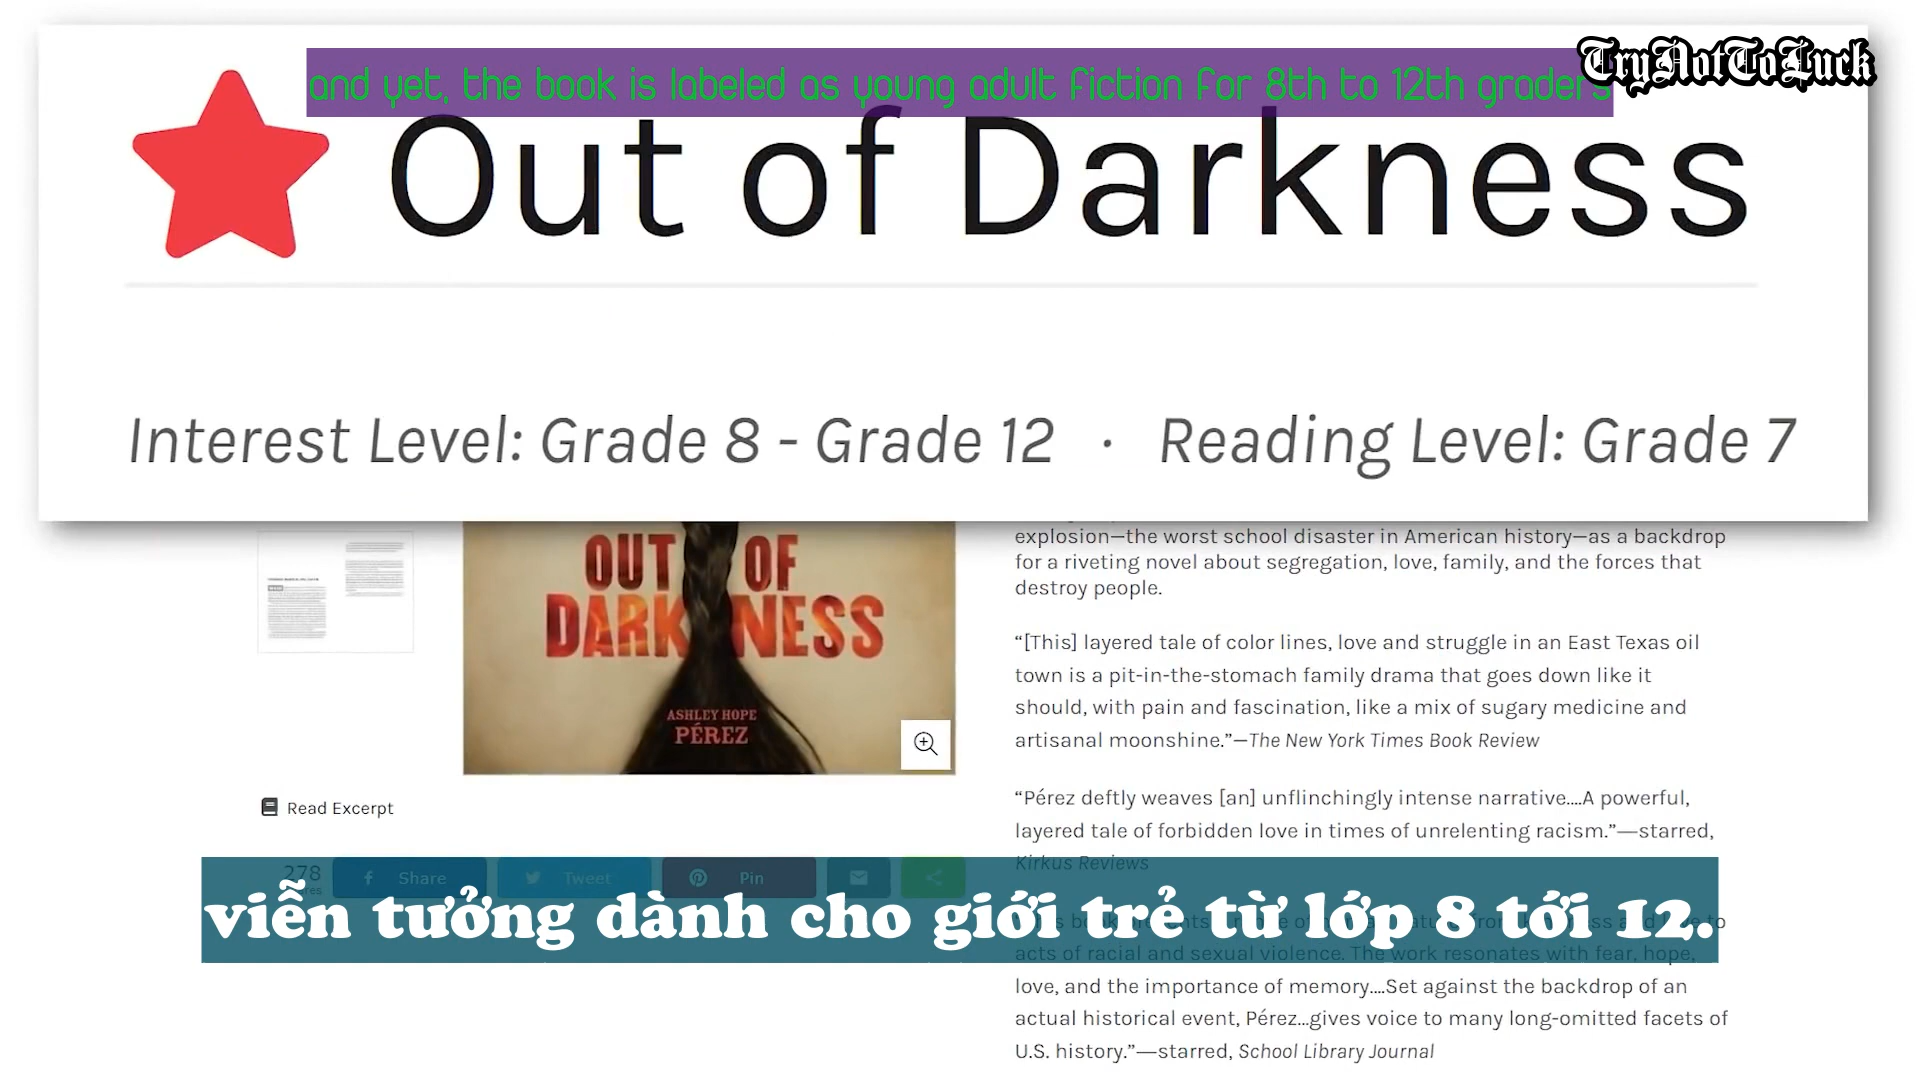 and yet, the book is labeled as young adult fiction for 8th to 12th graders
TryNotToLuck
Out of Darkness
Interest Level: Grade 8 - Grade 12 · Reading Level: Grade 7
OUT OF
DARKNESS
ASHLEY HOPE
PÉREZ
Read Excerpt
278
Share
Tweet
Pin
explosion—the worst school disaster in American history—as a backdrop
for a riveting novel about segregation, love, family, and the forces that
destroy people.
“[This] layered tale of color lines, love and struggle in an East Texas oil
town is a pit-in-the-stomach family drama that goes down like it
should, with pain and fascination, like a mix of sugary medicine and
artisanal moonshine.”—The New York Times Book Review
“Pérez deftly weaves [an] unflinchingly intense narrative....A powerful,
layered tale of forbidden love in times of unrelenting racism.”—starred,
Kirkus Reviews
viễn tưởng dành cho giới trẻ từ lớp 8 tới 12.
acts of racial and sexual violence. The work resonates with fear, hope,
love, and the importance of memory....Set against the backdrop of an
actual historical event, Pérez...gives voice to many long-omitted facets of
U.S. history.”—starred, School Library Journal